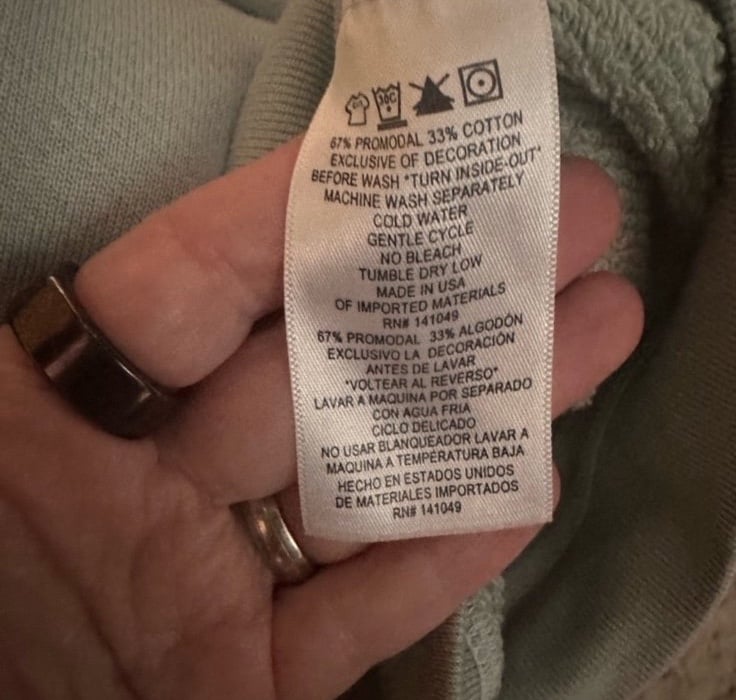 30C
67% PROMODAL 33% COTTON
EXCLUSIVE OF DECORATION
BEFORE WASH *TURN INSIDE-OUT*
MACHINE WASH SEPARATELY
COLD WATER
GENTLE CYCLE
NO BLEACH
TUMBLE DRY LOW
MADE IN USA
OF IMPORTED MATERIALS
RN# 141049
67% PROMODAL 33% ALGODÓN
EXCLUSIVO LA DECORACIÓN
ANTES DE LAVAR
*VOLTEAR AL REVERSO*
LAVAR A MAQUINA POR SEPARADO
CON AGUA FRIA
CICLO DELICADO
NO USAR BLANQUEADOR LAVAR A
MAQUINA A TEMPERATURA BAJA
HECHO EN ESTADOS UNIDOS
DE MATERIALES IMPORTADOS
RN# 141049